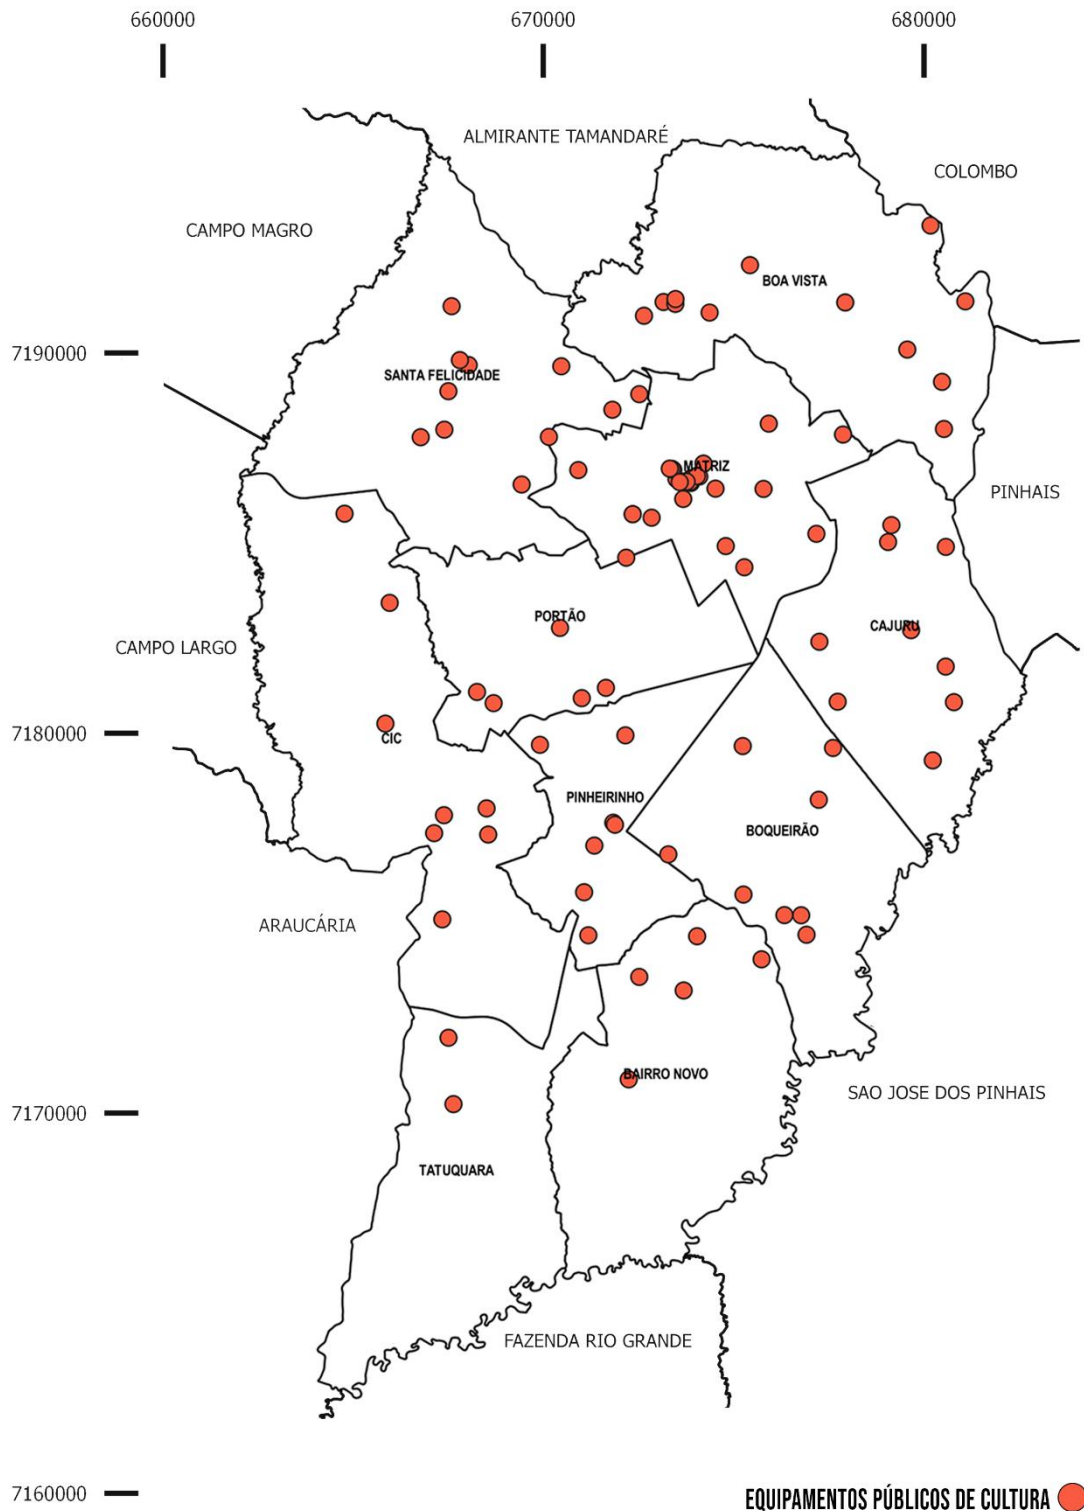 660000
670000
680000
ALMIRANTE TAMANDARÉ
COLOMBO
CAMPO MAGRO
BOA VISTA
7190000
SANTA FELICIDADE
MATRIZ
PINHAIS
PORTÃO
CAJURU
CAMPO LARGO
7180000
CIC
PINHEIRINHO
BOQUEIRÃO
ARAUCÁRIA
BAIRRO NOVO
SAO JOSE DOS PINHAIS
7170000
TATUQUARA
FAZENDA RIO GRANDE
7160000
EQUIPAMENTOS PÚBLICOS DE CULTURA